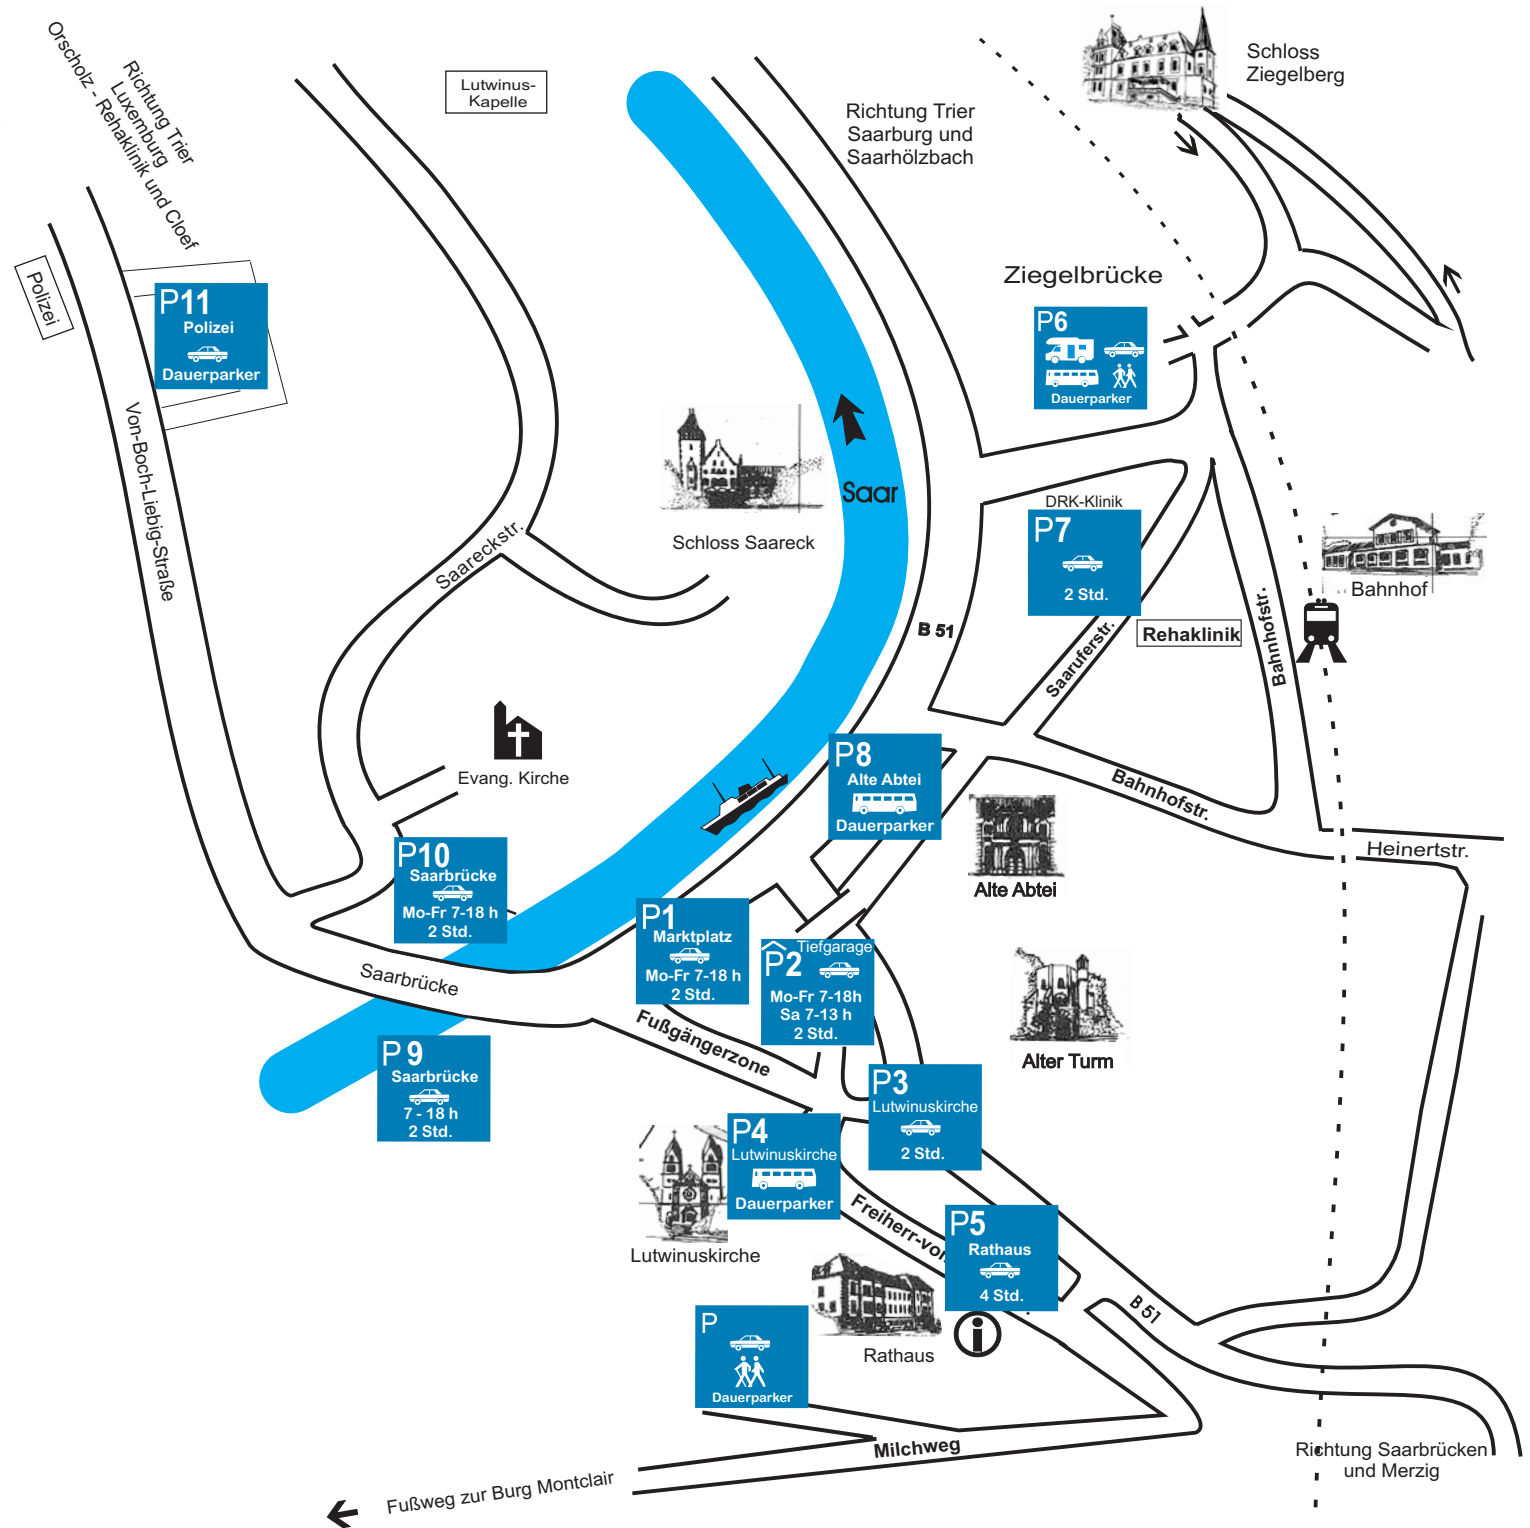 Schloss
Ziegelberg
Lutwinus-
Kapelle
Richtung Trier
Luxemburg
Orscholz - Rehaklinik und Cloef
Richtung Trier
Saarburg und
Saarhölzbach
Polizei
P11
Polizei
Dauerparker
Ziegelbrücke
P6
Dauerparker
Von-Boch-Liebig-Straße
Saar
Schloss Saareck
Saareckstr.
DRK-Klinik
P7
2 Std.
Bahnhof
B 51
Rehaklinik
Saaruferstr.
Bahnhofstr.
Evang. Kirche
P8
Alte Abtei
Dauerparker
Bahnhofstr.
Heinertstr.
Alte Abtei
P10
Saarbrücke
Mo-Fr 7-18 h
2 Std.
P1
Marktplatz
Mo-Fr 7-18 h
2 Std.
Tiefgarage
P2
Mo-Fr 7-18h
Sa 7-13 h
2 Std.
Saarbrücke
Fußgängerzone
Alter Turm
P 9
Saarbrücke
7 - 18 h
2 Std.
P3
Lutwinuskirche
2 Std.
P4
Lutwinuskirche
Dauerparker
Lutwinuskirche
Freiherr-vo
P5
Rathaus
4 Std.
B 51
i
Rathaus
P
Dauerparker
Milchweg
Richtung Saarbrücken
und Merzig
Fußweg zur Burg Montclair